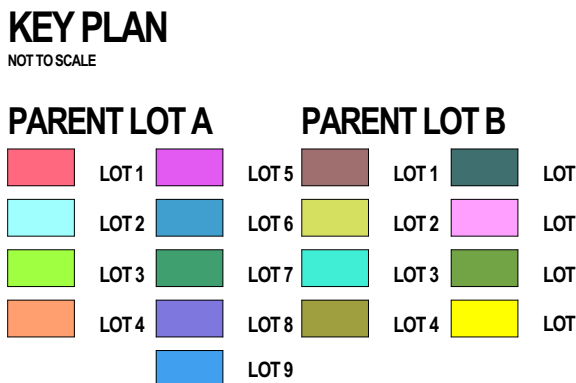 KEY PLAN
NOT TO SCALE
PARENT LOT A
PARENT LOT B
LOT 1
LOT 5
LOT 1
LOT
LOT 2
LOT 6
LOT 2
LOT
LOT 3
LOT 7
LOT 3
LOT
LOT 4
LOT 8
LOT 4
LOT
LOT 9